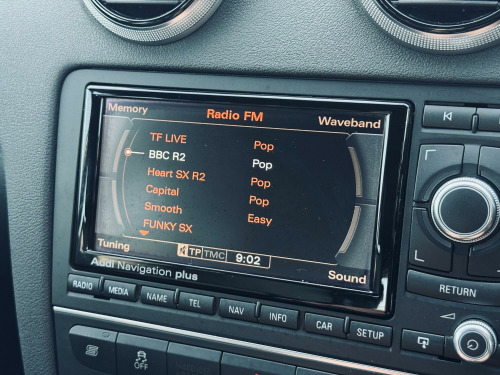 Memory
Radio FM
Waveband
TF LIVE Pop
BBC R2 Pop
Heart SX R2 Pop
Capital Pop
Smooth Easy
FUNKY SX
Tuning
TP TMC 9:02
Sound
Audi Navigation plus
RADIO MEDIA NAME TEL NAV INFO CAR SETUP
RETURN
OFF